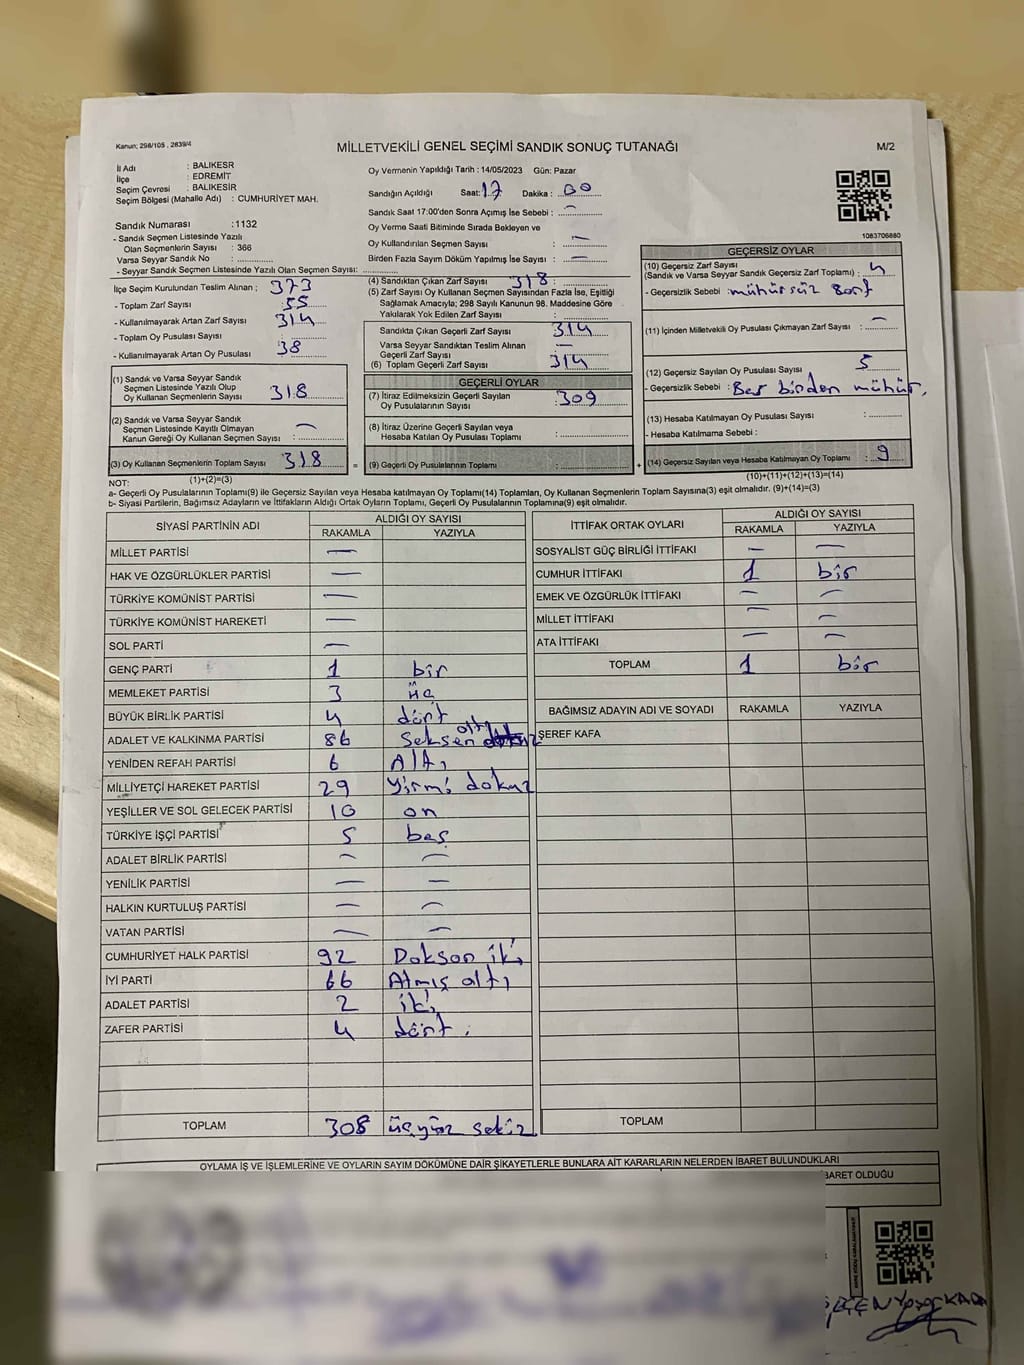 Kanun; 298/105 , 2839/4
MİLLETVEKİLİ GENEL SEÇİMİ SANDIK SONUÇ TUTANAĞI
M/2
İl Adı : BALIKESR
İlçe : EDREMİT
Seçim Çevresi : BALIKESİR
Seçim Bölgesi (Mahalle Adı) : CUMHURİYET MAH.
Oy Vermenin Yapıldığı Tarih : 14/05/2023 Gün: Pazar
Sandığın Açıldığı Saat: 17 Dakika : 00
Sandık Saat 17:00'den Sonra Açılmış İse Sebebi : —
Oy Verme Saati Bitiminde Sırada Bekleyen ve
Oy Kullandırılan Seçmen Sayısı : —
Birden Fazla Sayım Döküm Yapılmış İse Sayısı : —
1083706880
Sandık Numarası :1132
- Sandık Seçmen Listesinde Yazılı
Olan Seçmenlerin Sayısı : 366
Varsa Seyyar Sandık No :
- Seyyar Sandık Seçmen Listesinde Yazılı Olan Seçmen Sayısı:
İlçe Seçim Kurulundan Teslim Alınan ; 373
- Toplam Zarf Sayısı : 55
- Kullanılmayarak Artan Zarf Sayısı : 314
- Toplam Oy Pusulası
- Kullanılmayarak Artan Oy Pusulası : 38
(1) Sandık ve Varsa Seyyar Sandık
Seçmen Listesinde Yazılı Olup
Oy Kullanan Seçmenlerin Sayısı : 318
(2) Sandık ve Varsa Seyyar Sandık
Seçmen Listesinde Kayıtlı Olmayan
Kanun Gereği Oy Kullanan Seçmen Sayısı : —
(3) Oy Kullanan Seçmenlerin Toplam Sayısı : 318
(1)+(2)=(3)
(4) Sandıktan Çıkan Zarf Sayısı : 318
(5) Zarf Sayısı Oy Kullanan Seçmen Sayısından Fazla İse, Eşitliği
Sağlamak Amacıyla; 298 Sayılı Kanunun 98. Maddesine Göre
Yakılarak Yok Edilen Zarf Sayısı :
Sandıkta Çıkan Geçerli Zarf Sayısı : 314
Varsa Seyyar Sandıktan Teslim Alınan
Geçerli Zarf Sayısı : —
(6) Toplam Geçerli Zarf Sayısı : 314
GEÇERLİ OYLAR
(7) İtiraz Edilmeksizin Geçerli Sayılan
Oy Pusulalarının Sayısı : 309
(8) İtiraz Üzerine Geçerli Sayılan veya
Hesaba Katılan Oy Pusulası Toplamı :
= (9) Geçerli Oy Pusulalarının Toplamı : +
GEÇERSİZ OYLAR
(10) Geçersiz Zarf Sayısı
(Sandık ve Varsa Seyyar Sandık Geçersiz Zarf Toplamı) : 4
- Geçersizlik Sebebi : mühürsüz
(11) İçinden Milletvekili Oy Pusulası Çıkmayan Zarf Sayısı : —
(12) Geçersiz Sayılan Oy Pusulası Sayısı : 5
- Geçersizlik Sebebi : birden mühür,
(13) Hesaba Katılmayan Oy Pusulası Sayısı :
- Hesaba Katılmama Sebebi :
(14) Geçersiz Sayılan veya Hesaba Katılmayan Oy Toplamı : 9
(10)+(11)+(12)+(13)=(14)
NOT:
a- Geçerli Oy Pusulalarının Toplamı(9) ile Geçersiz Sayılan veya Hesaba katılmayan Oy Toplamı(14) Toplamları, Oy Kullanan Seçmenlerin Toplam Sayısına(3) eşit olmalıdır. (9)+(14)=(3)
b- Siyasi Partilerin, Bağımsız Adayların ve İttifakların Aldığı Ortak Oyların Toplamı, Geçerli Oy Pusulalarının Toplamına(9) eşit olmalıdır.
SİYASİ PARTİNİN ADI
ALDIĞI OY SAYISI
RAKAMLA YAZIYLA
MİLLET PARTİSİ —
HAK VE ÖZGÜRLÜKLER PARTİSİ —
TÜRKİYE KOMÜNİST PARTİSİ —
TÜRKİYE KOMÜNİST HAREKETİ —
SOL PARTİ —
GENÇ PARTİ 1 bir
MEMLEKET PARTİSİ 3 üç
BÜYÜK BİRLİK PARTİSİ 4 dört
ADALET VE KALKINMA PARTİSİ 86 Seksen altı
YENİDEN REFAH PARTİSİ 6 Altı
MİLLİYETÇİ HAREKET PARTİSİ 29 yirmi dokuz
YEŞİLLER VE SOL GELECEK PARTİSİ 10 on
TÜRKİYE İŞÇİ PARTİSİ 5 beş
ADALET BİRLİK PARTİSİ — —
YENİLİK PARTİSİ — —
HALKIN KURTULUŞ PARTİSİ — —
VATAN PARTİSİ — —
CUMHURİYET HALK PARTİSİ 92 Doksan iki
İYİ PARTİ 66 Atmış altı
ADALET PARTİSİ 2 iki
ZAFER PARTİSİ 4 dört.
TOPLAM 308 üçyüz sekiz
İTTİFAK ORTAK OYLARI
ALDIĞI OY SAYISI
RAKAMLA YAZIYLA
SOSYALİST GÜÇ BİRLİĞİ İTTİFAKI — —
CUMHUR İTTİFAKI 1 bir
EMEK VE ÖZGÜRLÜK İTTİFAKI — —
MİLLET İTTİFAKI — —
ATA İTTİFAKI — —
TOPLAM 1 bir
BAĞIMSIZ ADAYIN ADI VE SOYADI RAKAMLA YAZIYLA
ŞEREF KAFA
TOPLAM
OYLAMA İŞ VE İŞLEMLERİNE VE OYLARIN SAYIM DÖKÜMÜNE DAİR ŞİKAYETLERLE BUNLARA AİT KARARLARIN NELERDEN İBARET BULUNDUKLARI
BARET OLDUĞU